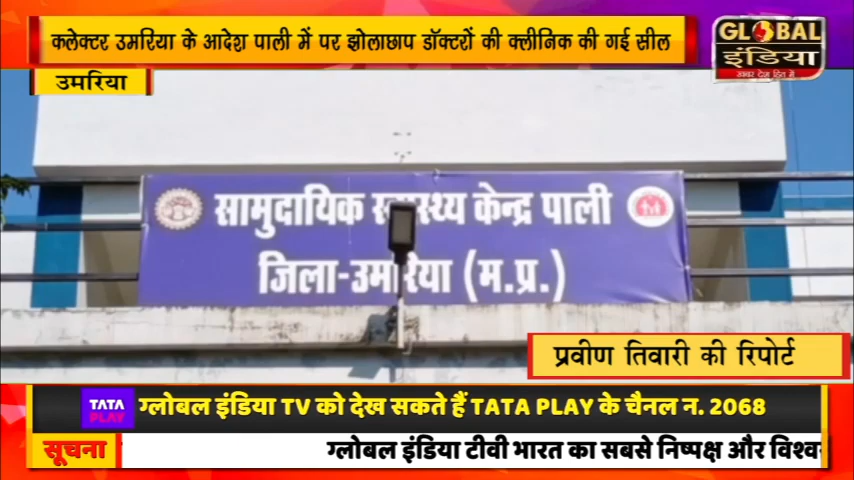 कलेक्टर उमरिया के आदेश पाली में पर झोलाछाप डॉक्टरों की क्लीनिक की गई सील
GLOBAL
इंडिया
खबर देश हित में
उमरिया
सामुदायिक स्वास्थ्य केन्द्र पाली
जिला-उमरिया (म.प्र.)
प्रवीण तिवारी की रिपोर्ट
TATA
PLAY
ग्लोबल इंडिया TV को देख सकते हैं TATA PLAY के चैनल न. 2068
सूचना
ग्लोबल इंडिया टीवी भारत का सबसे निष्पक्ष और